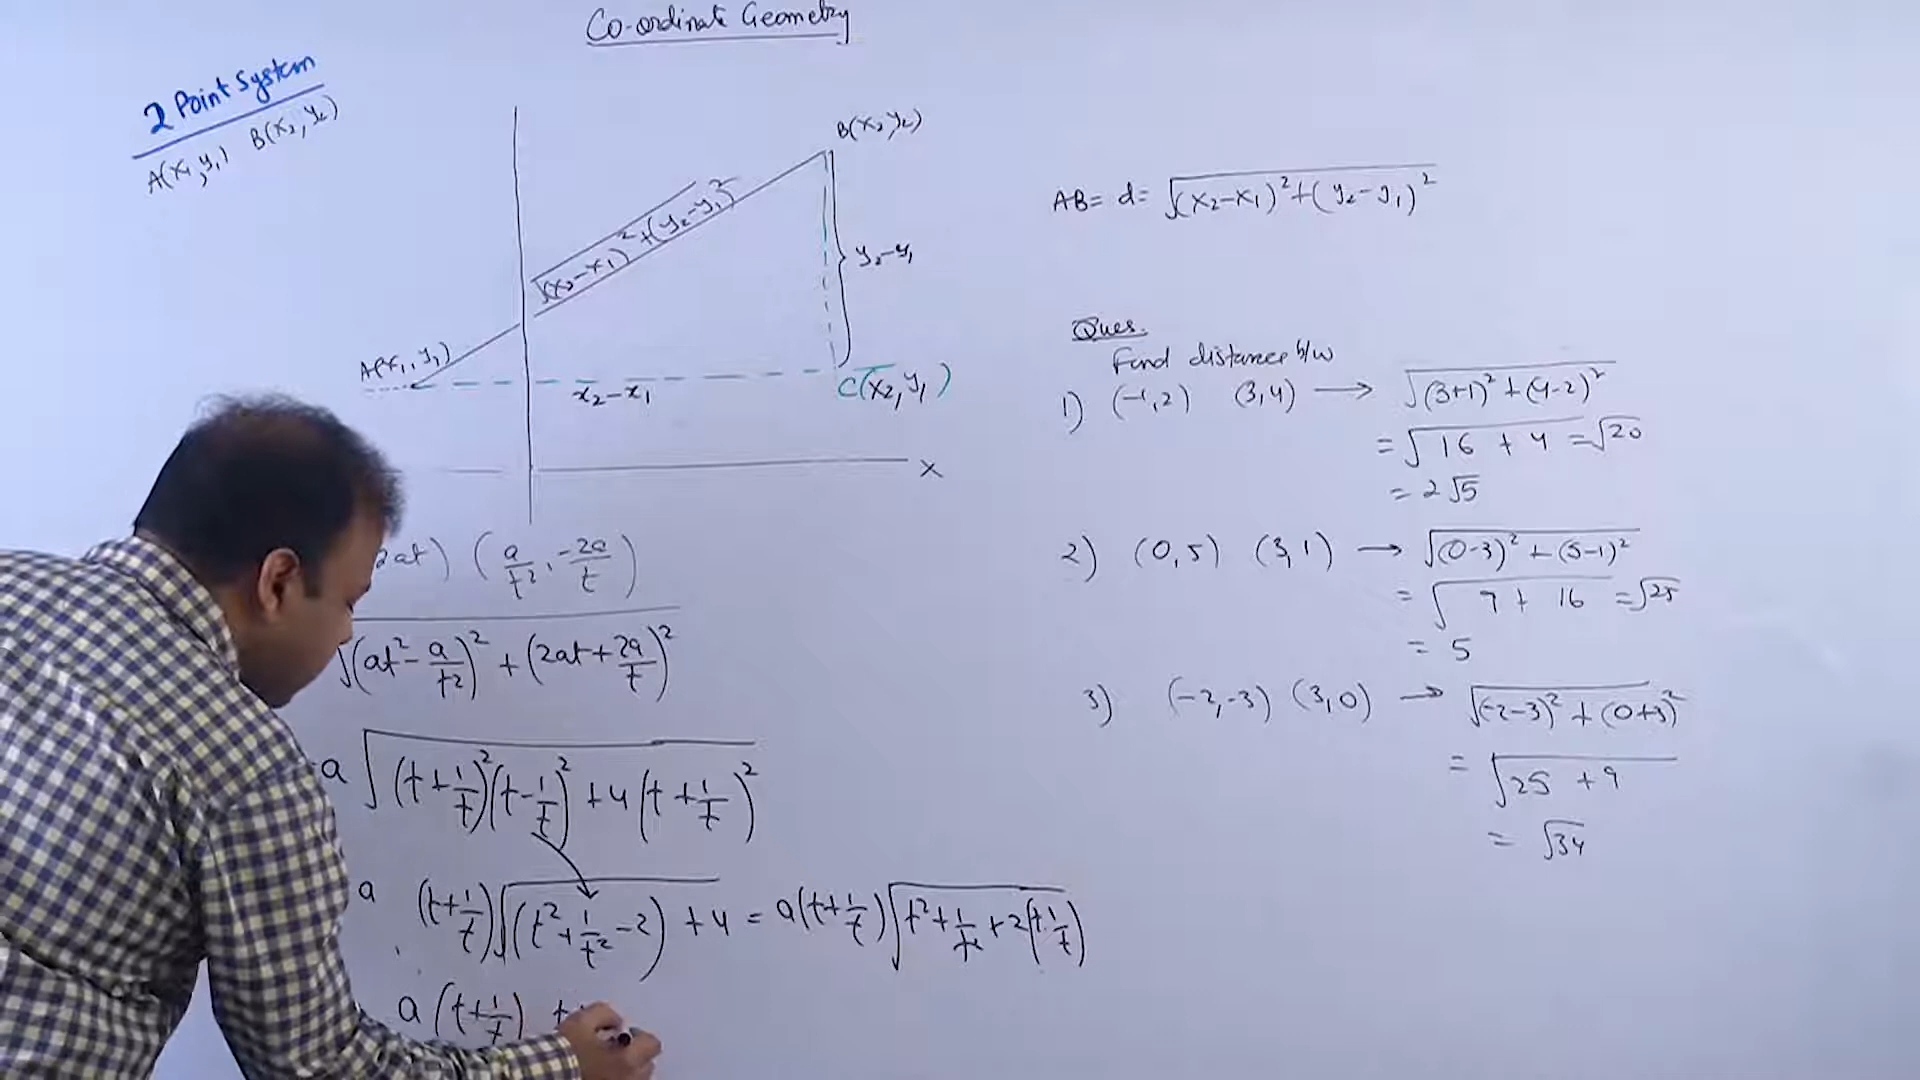 Co-ordinate Geometry
2 Point System
A(x₁, y₁) B(x₂, y₂)
B(x₂, y₂)
√(x₂-x₁)²+(y₂-y₁)²
y₂-y₁
A(x₁, y₁)
x₂-x₁
C(x₂, y₁)
x
2at) (a/t², -2a/t)
√(at²-a/t²)² + (2at+2a/t)²
a √(t+1/t)²(t-1/t)² +4(t+1/t)²
a (t+1/t)√(t²+1/t²-2) +4 = a(t+1/t)√t²+1/t²+2(t.1/t)
a (t+1/t)
AB= d= √(x₂-x₁)²+(y₂-y₁)²
Ques.
Find distance b/w
1) (-1,2) (3,4) → √(3+1)² + (4-2)²
= √16 + 4 = √20
= 2√5
2) (0,5) (3,1) → √(0-3)² + (5-1)²
= √9 + 16 = √25
= 5
3) (-2,-3) (3,0) → √(-2-3)² + (0+3)²
= √25 + 9
= √34